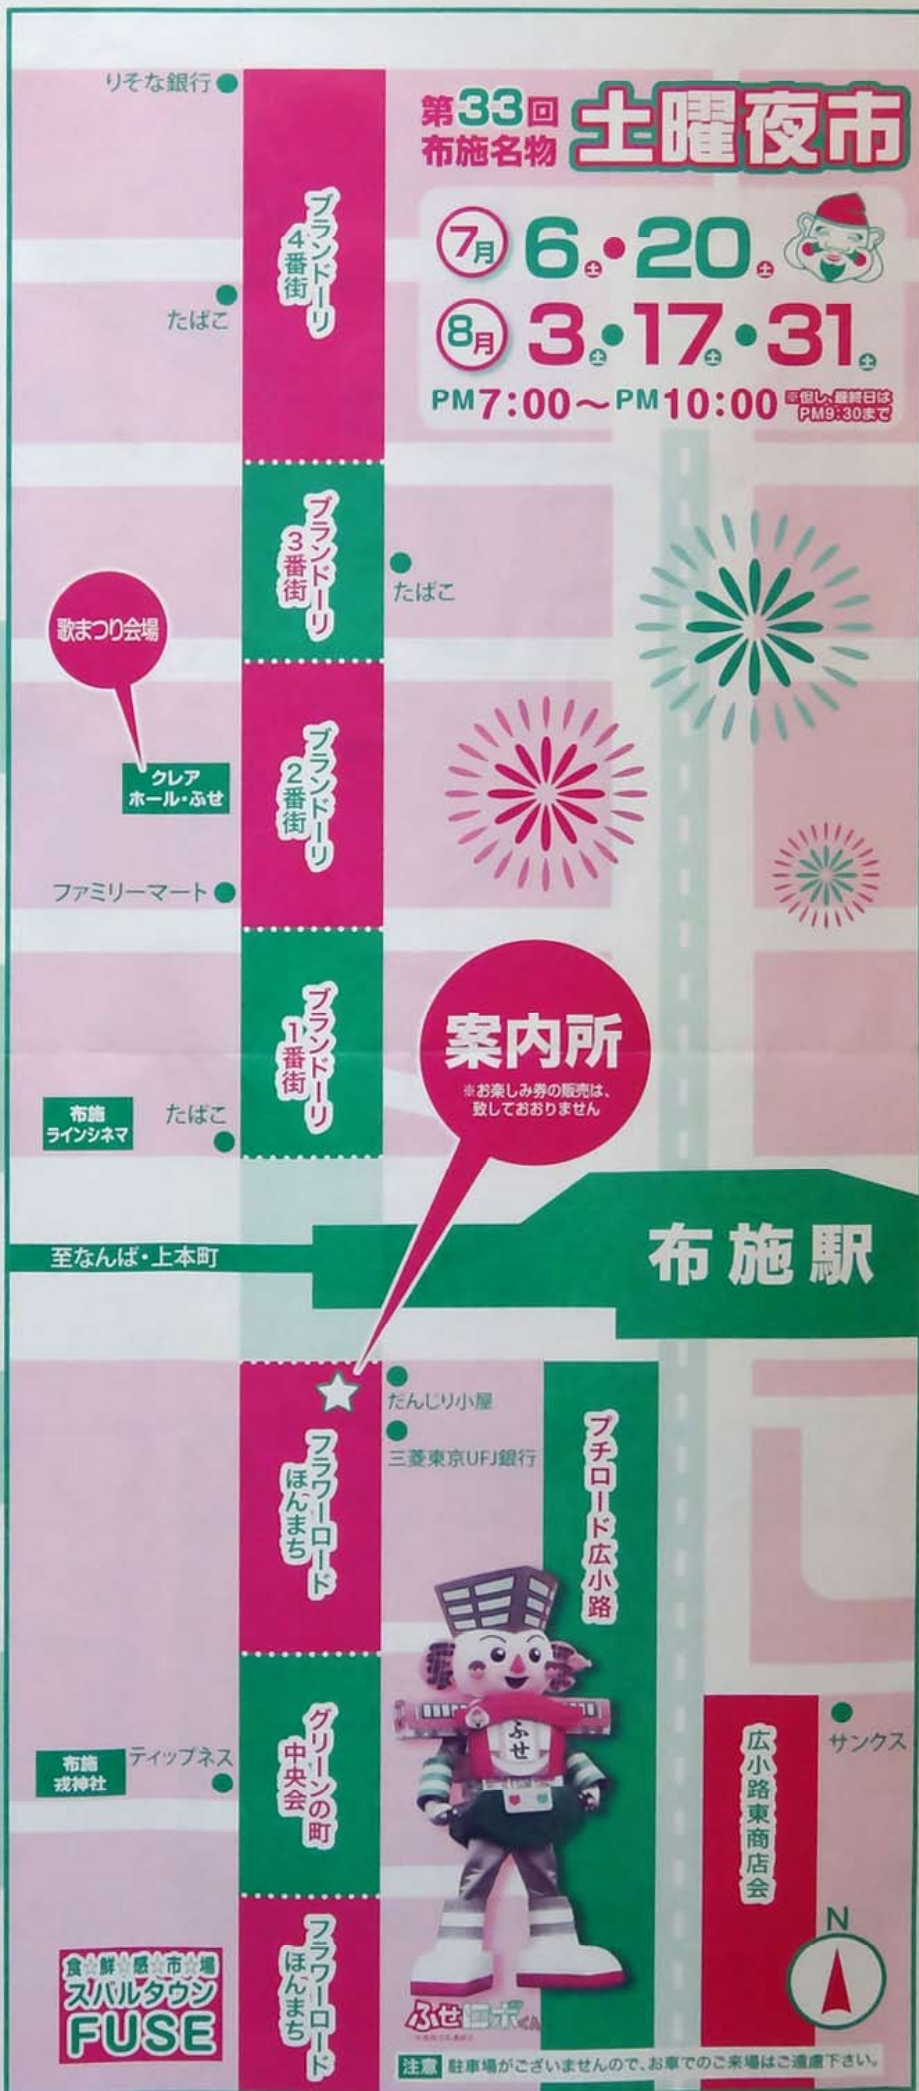 りそな銀行
第33回
布施名物
土曜夜市
7月 6土・20土
8月 3土・17土・31土
PM7:00～PM10:00
※但し、最終日は
PM9:30まで
ブランドーリ
4番街
たばこ
ブランドーリ
3番街
たばこ
歌まつり会場
クレア
ホール・ふせ
ブランドーリ
2番街
ファミリーマート
ブランドーリ
1番街
案内所
※お楽しみ券の販売は、
致しておおりません
布施
ラインシネマ
たばこ
至なんば・上本町
布施駅
だんじり小屋
三菱東京UFJ銀行
フラワーロード
ほんまち
プチロード広小路
ふせ
グリーンの町
中央会
布施
戎神社
ティップネス
広小路東商店会
サンクス
N
食☆鮮☆感☆市☆場
スバルタウン
FUSE
フラワーロード
ほんまち
ふせロボくん
注意 駐車場がございませんので、お車でのご来場はご遠慮下さい。